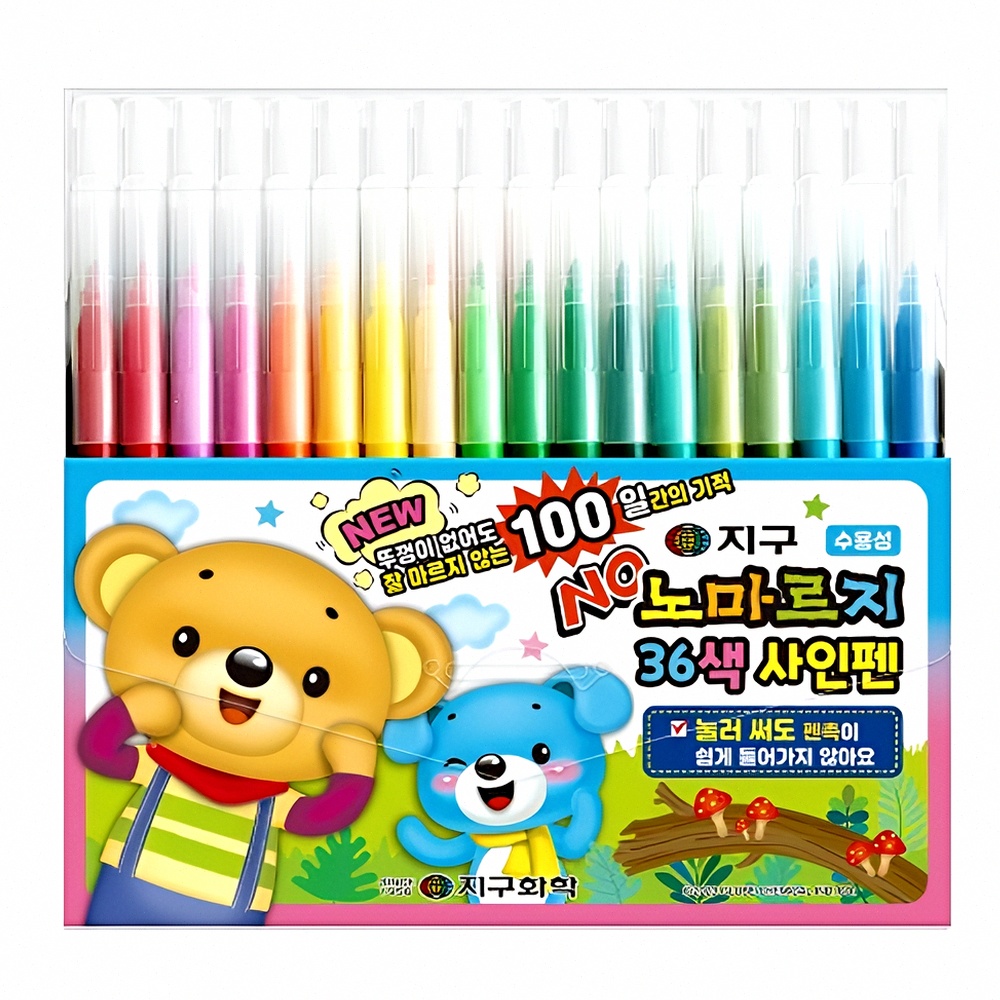 NEW
뚜껑이 없어도
잘 마르지 않는
100일간의 기적
지구 수용성
NO 노마르지
36색 사인펜
눌러 써도 펜촉이
쉽게 들어가지 않아요
지구화학